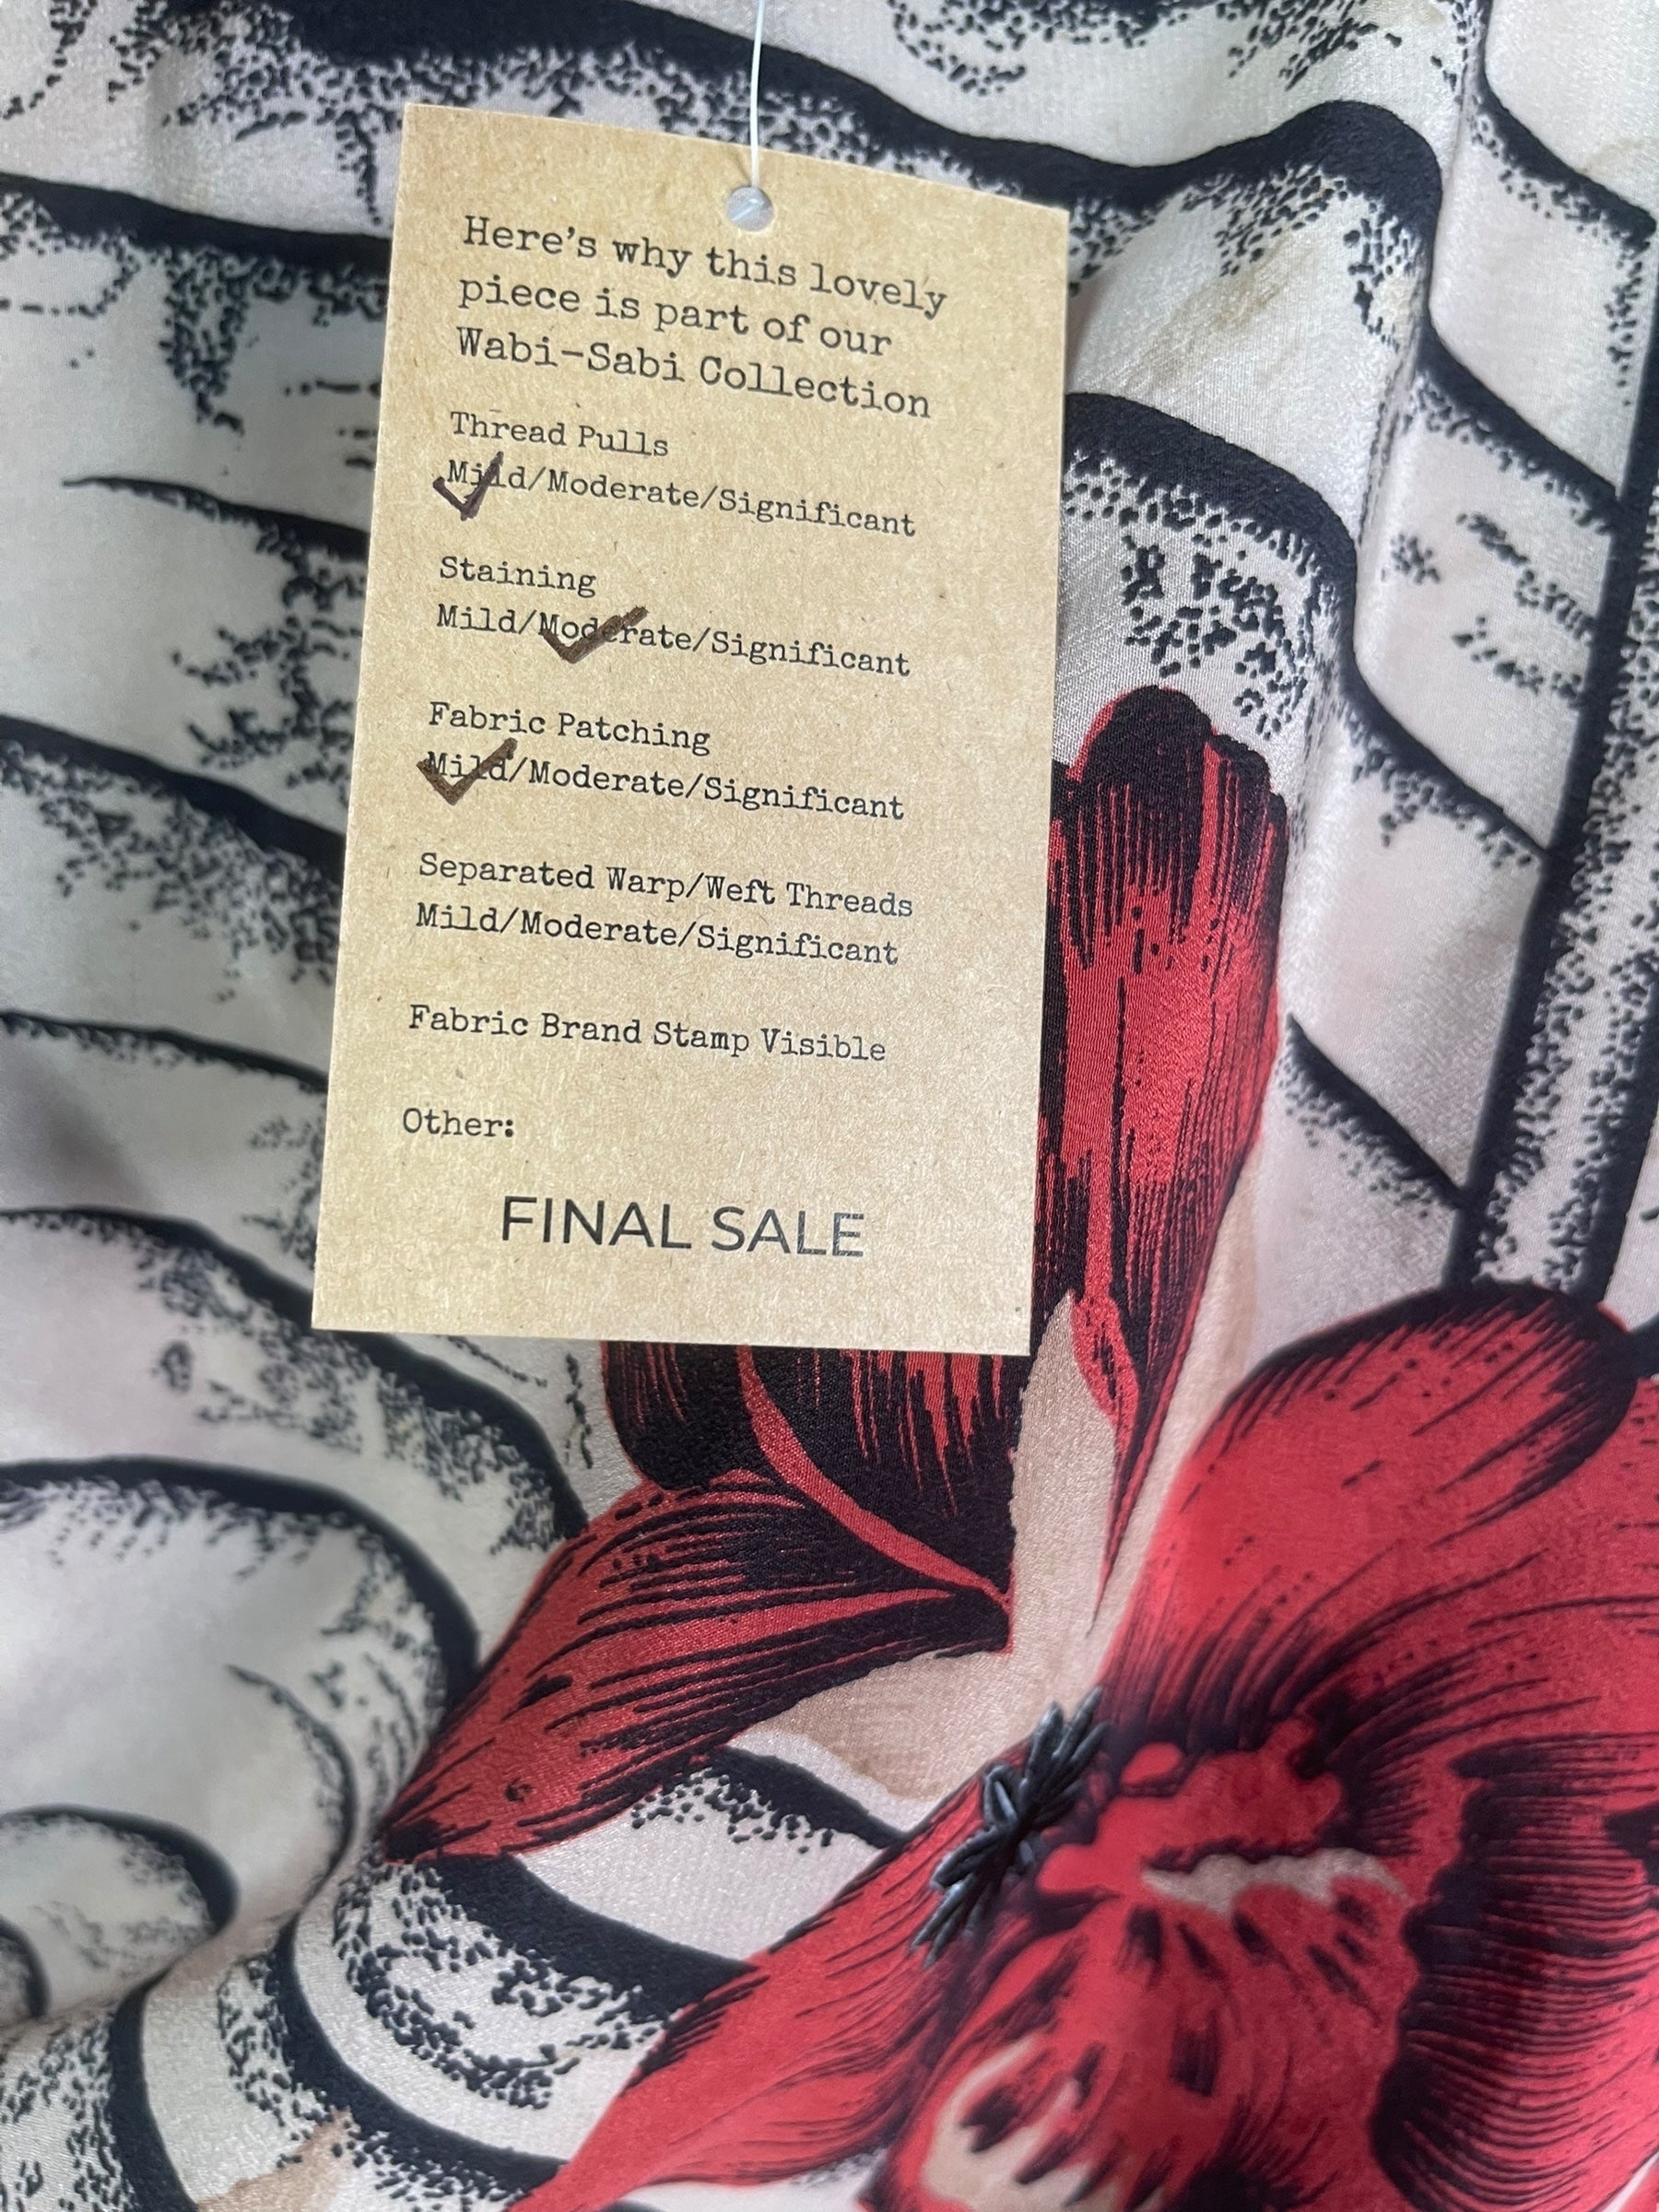 Here's why this lovely
piece is part of our
Wabi-Sabi Collection
Thread Pulls
Mild/Moderate/Significant
Staining
Mild/Moderate/Significant
Fabric Patching
Mild/Moderate/Significant
Separated Warp/Weft Threads
Mild/Moderate/Significant
Fabric Brand Stamp Visible
Other:
FINAL SALE